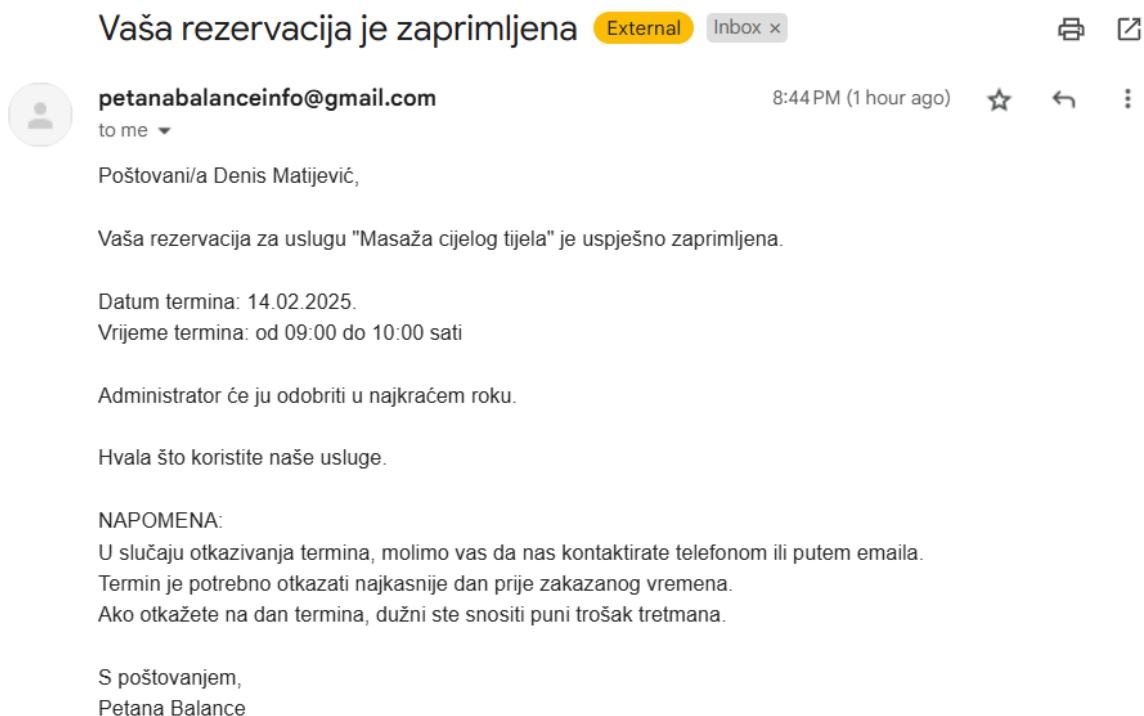 Vaša rezervacija je zaprimljena External Inbox ×
petanabalanceinfo@gmail.com 8:44 PM (1 hour ago)
to me
Poštovani/a Denis Matijević,
Vaša rezervacija za uslugu "Masaža cijelog tijela" je uspješno zaprimljena.
Datum termina: 14.02.2025.
Vrijeme termina: od 09:00 do 10:00 sati
Administrator će ju odobriti u najkraćem roku.
Hvala što koristite naše usluge.
NAPOMENA:
U slučaju otkazivanja termina, molimo vas da nas kontaktirate telefonom ili putem emaila.
Termin je potrebno otkazati najkasnije dan prije zakazanog vremena.
Ako otkažete na dan termina, dužni ste snositi puni trošak tretmana.
S poštovanjem,
Petana Balance